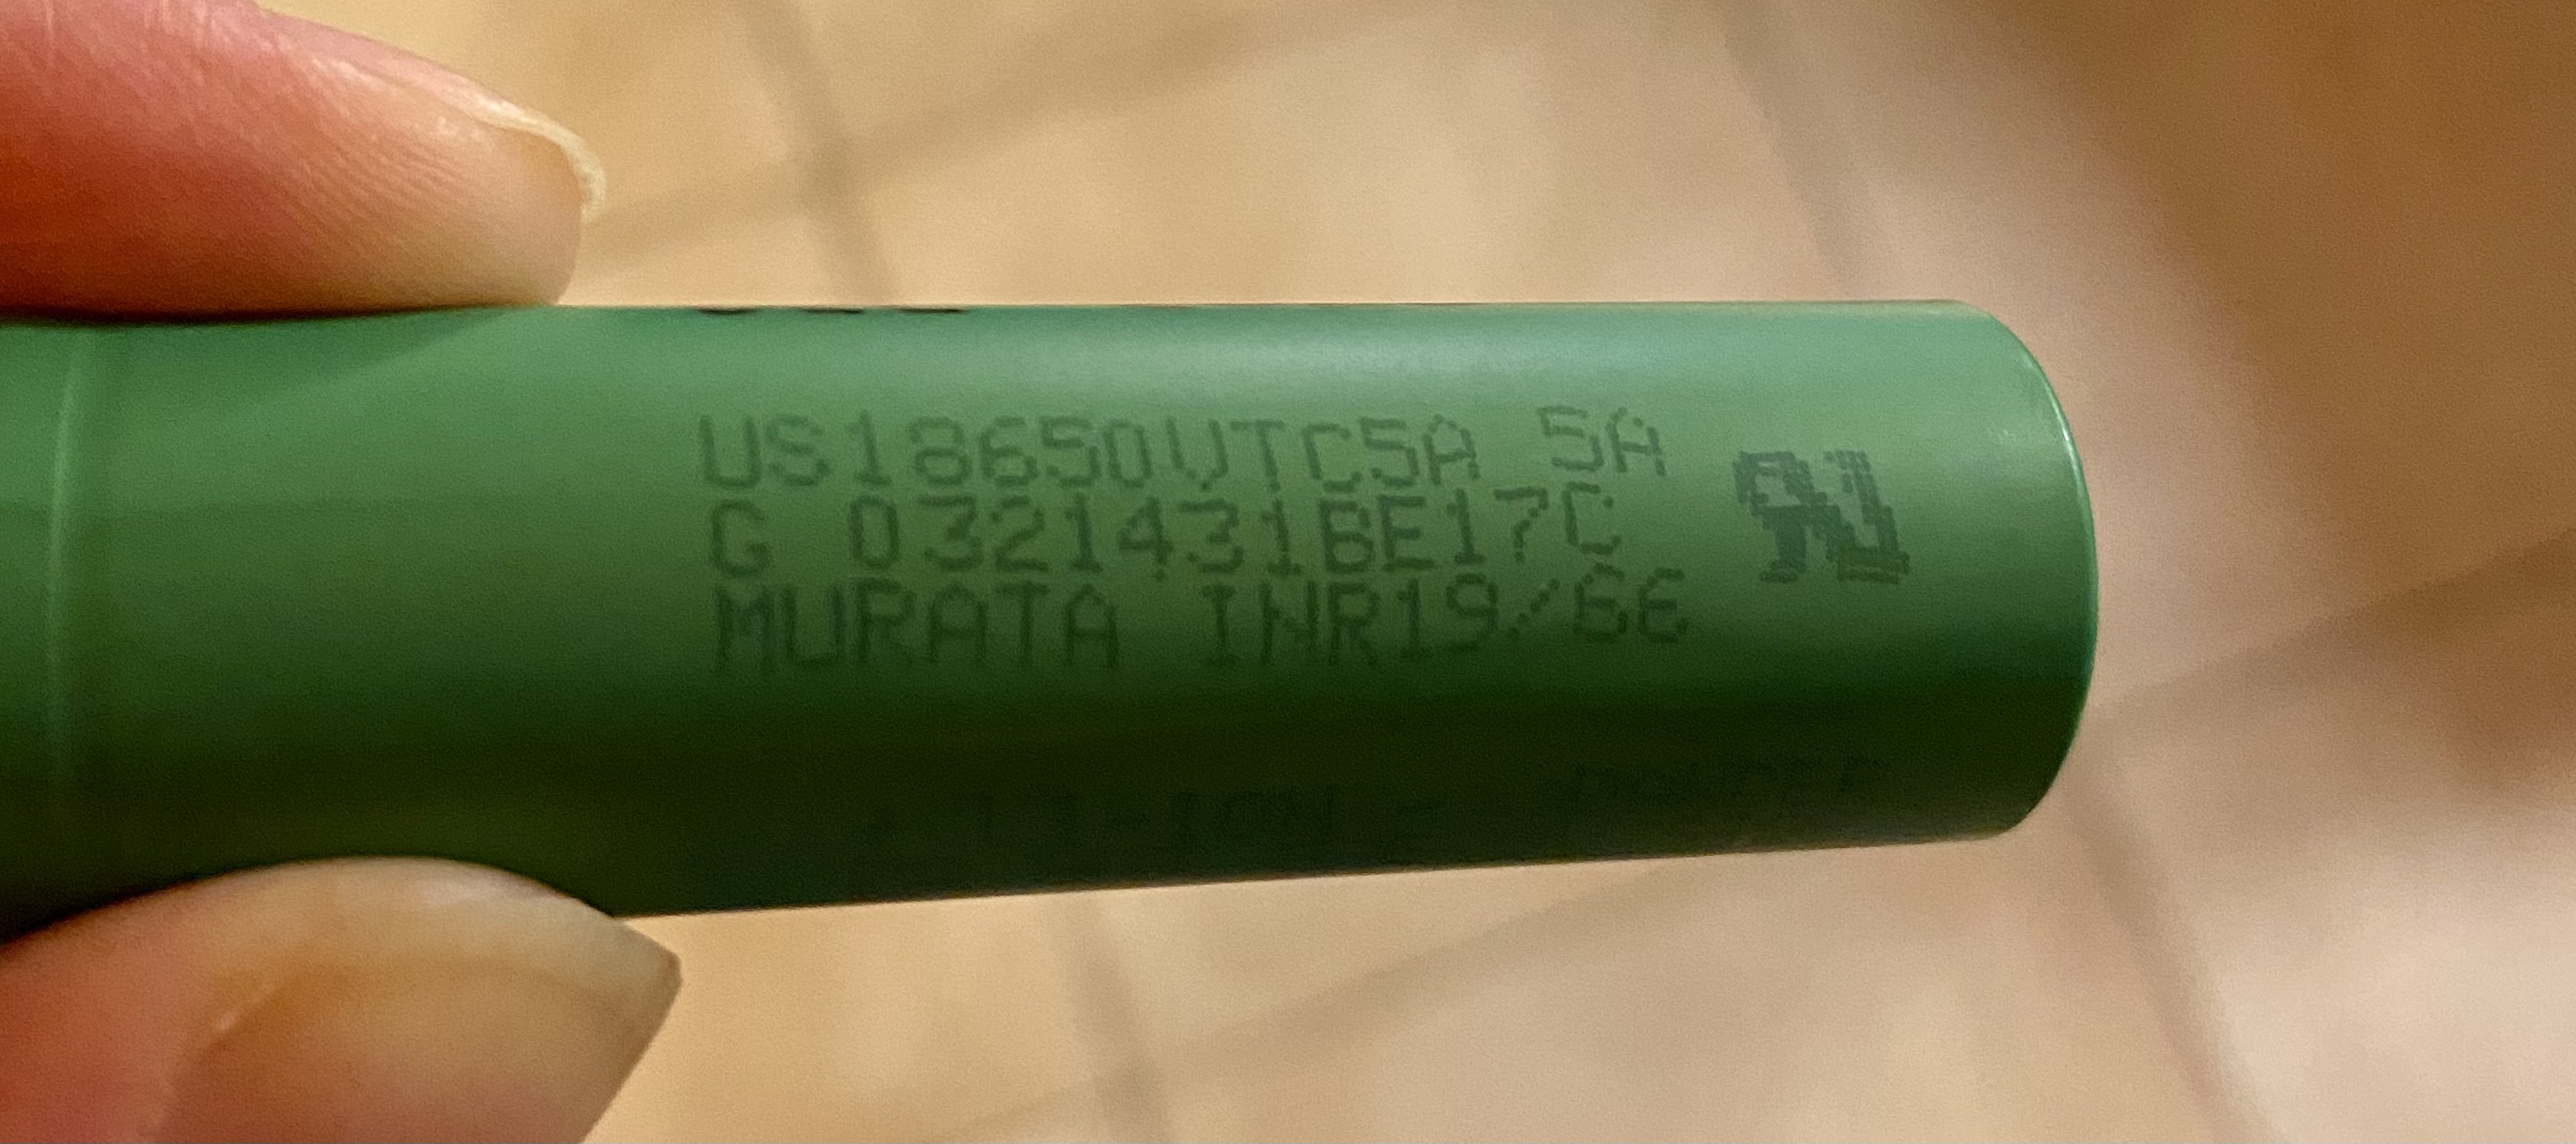 US18650VTC5A 5A
G 0321431BE17C
MURATA INR19/66